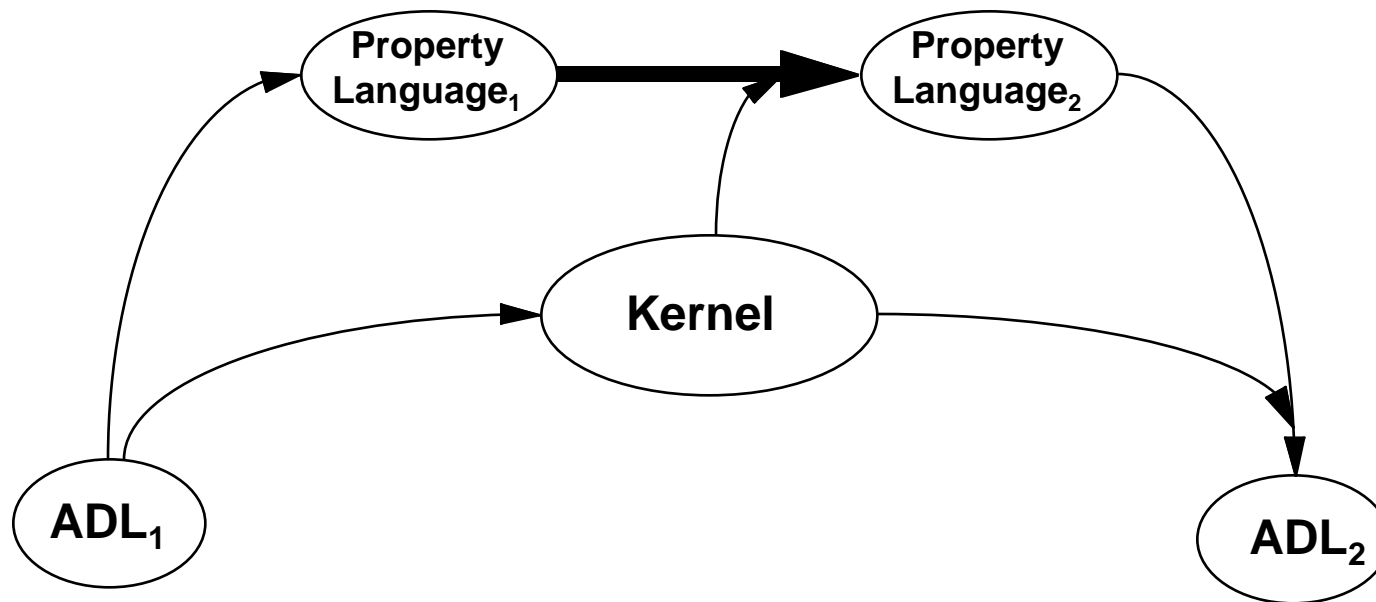 Property
Language₁
Property
Language₂
Kernel
ADL₁
ADL₂